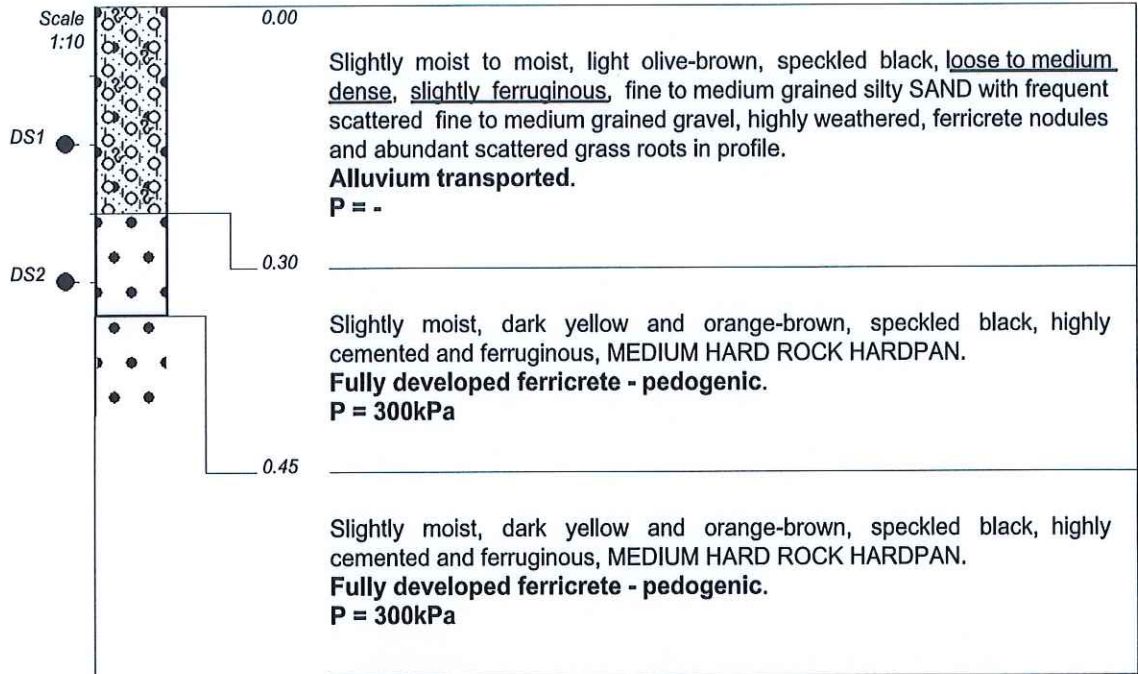 Scale
1:10
0.00
Slightly moist to moist, light olive-brown, speckled black, loose to medium
dense, slightly ferruginous, fine to medium grained silty SAND with frequent
scattered fine to medium grained gravel, highly weathered, ferricrete nodules
and abundant scattered grass roots in profile.
Alluvium transported.
P = -
DS1
0.30
DS2
Slightly moist, dark yellow and orange-brown, speckled black, highly
cemented and ferruginous, MEDIUM HARD ROCK HARDPAN.
Fully developed ferricrete - pedogenic.
P = 300kPa
0.45
Slightly moist, dark yellow and orange-brown, speckled black, highly
cemented and ferruginous, MEDIUM HARD ROCK HARDPAN.
Fully developed ferricrete - pedogenic.
P = 300kPa